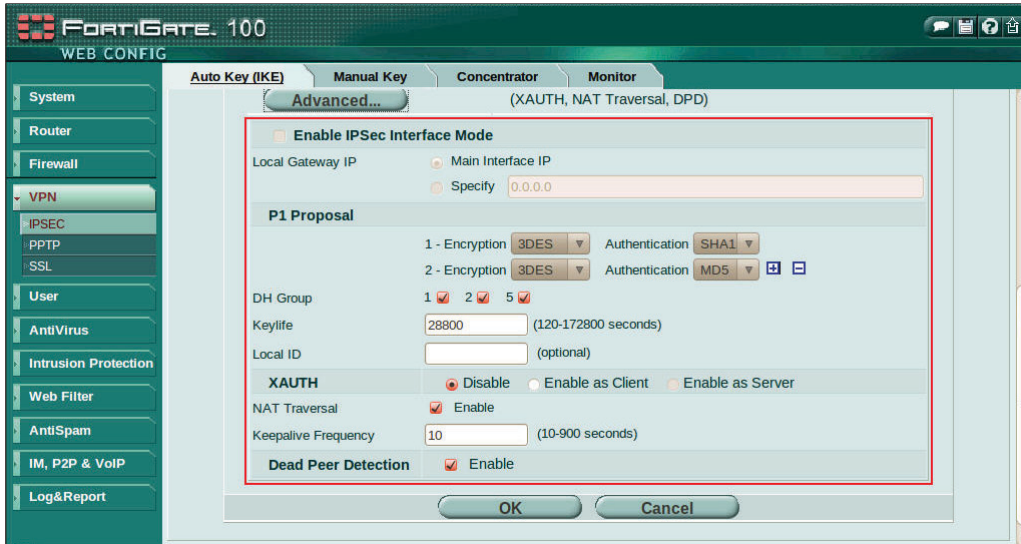 FORTIGATE 100
WEB CONFIG
Auto Key (IKE) Manual Key Concentrator Monitor
System
Router
Firewall
VPN
IPSEC
PPTP
SSL
User
AntiVirus
Intrusion Protection
Web Filter
AntiSpam
IM, P2P & VoIP
Log&Report
Advanced... (XAUTH, NAT Traversal, DPD)
Enable IPSec Interface Mode
Local Gateway IP Main Interface IP
Specify 0.0.0.0
P1 Proposal
1 - Encryption 3DES Authentication SHA1
2 - Encryption 3DES Authentication MD5
DH Group 1 2 5
Keylife 28800 (120-172800 seconds)
Local ID (optional)
XAUTH Disable Enable as Client Enable as Server
NAT Traversal Enable
Keepalive Frequency 10 (10-900 seconds)
Dead Peer Detection Enable
OK Cancel